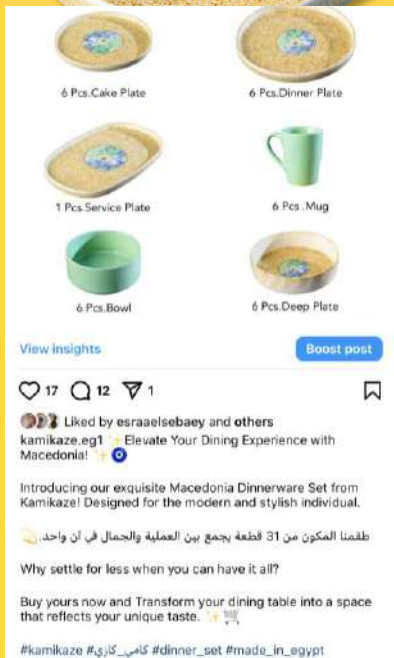 6 Pcs.Cake Plate
6 Pcs.Dinner Plate
1 Pcs.Service Plate
6 Pcs.Mug
6 Pcs.Bowl
6 Pcs.Deep Plate
View insights
Boost post
17 12 1
Liked by esraaelsebaey and others
kamikaze.eg1 ✨Elevate Your Dining Experience with
Macedonia! ✨🧿
Introducing our exquisite Macedonia Dinnerware Set from
Kamikaze! Designed for the modern and stylish individual.
طقمنا المكون من 31 قطعة يجمع بين العملية والجمال في آن واحد.💫
Why settle for less when you can have it all?
Buy yours now and Transform your dining table into a space
that reflects your unique taste. ✨🛒
#kamikaze #كامي_كازي #dinner_set #made_in_egypt